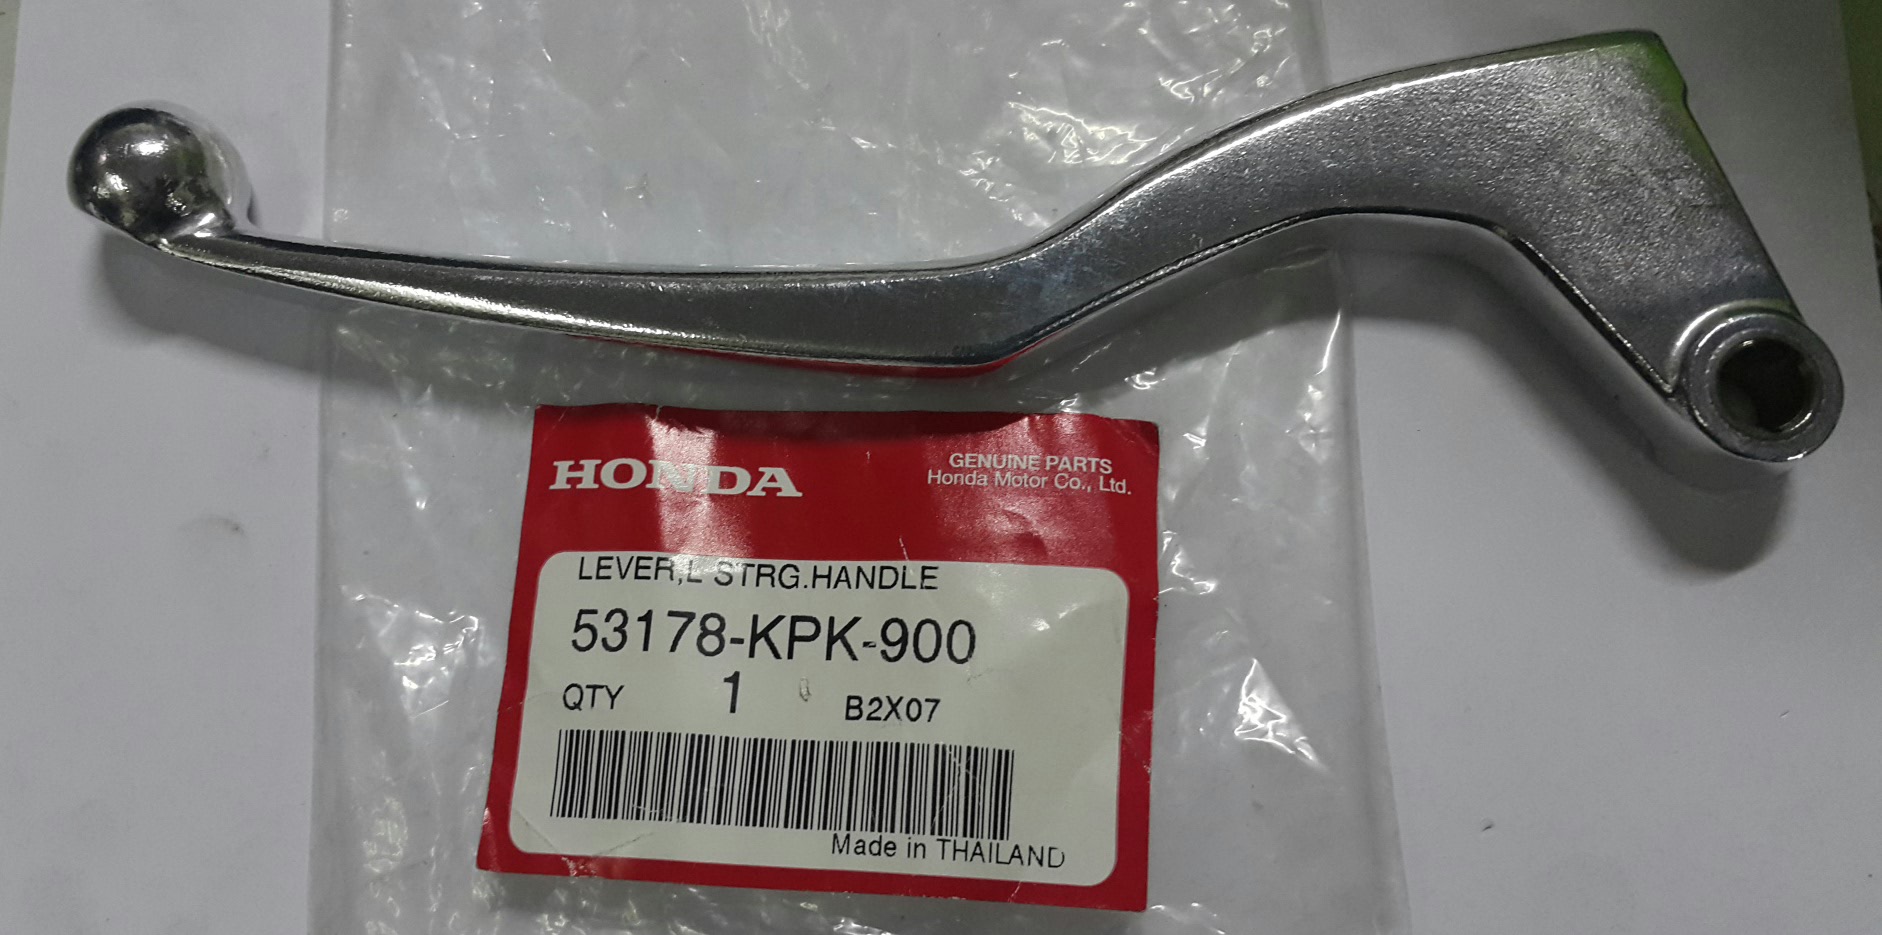 HONDA
GENUINE PARTS
Honda Motor Co., Ltd.
LEVER,L STRG.HANDLE
53178-KPK-900
QTY 1 B2X07
Made in THAILAND